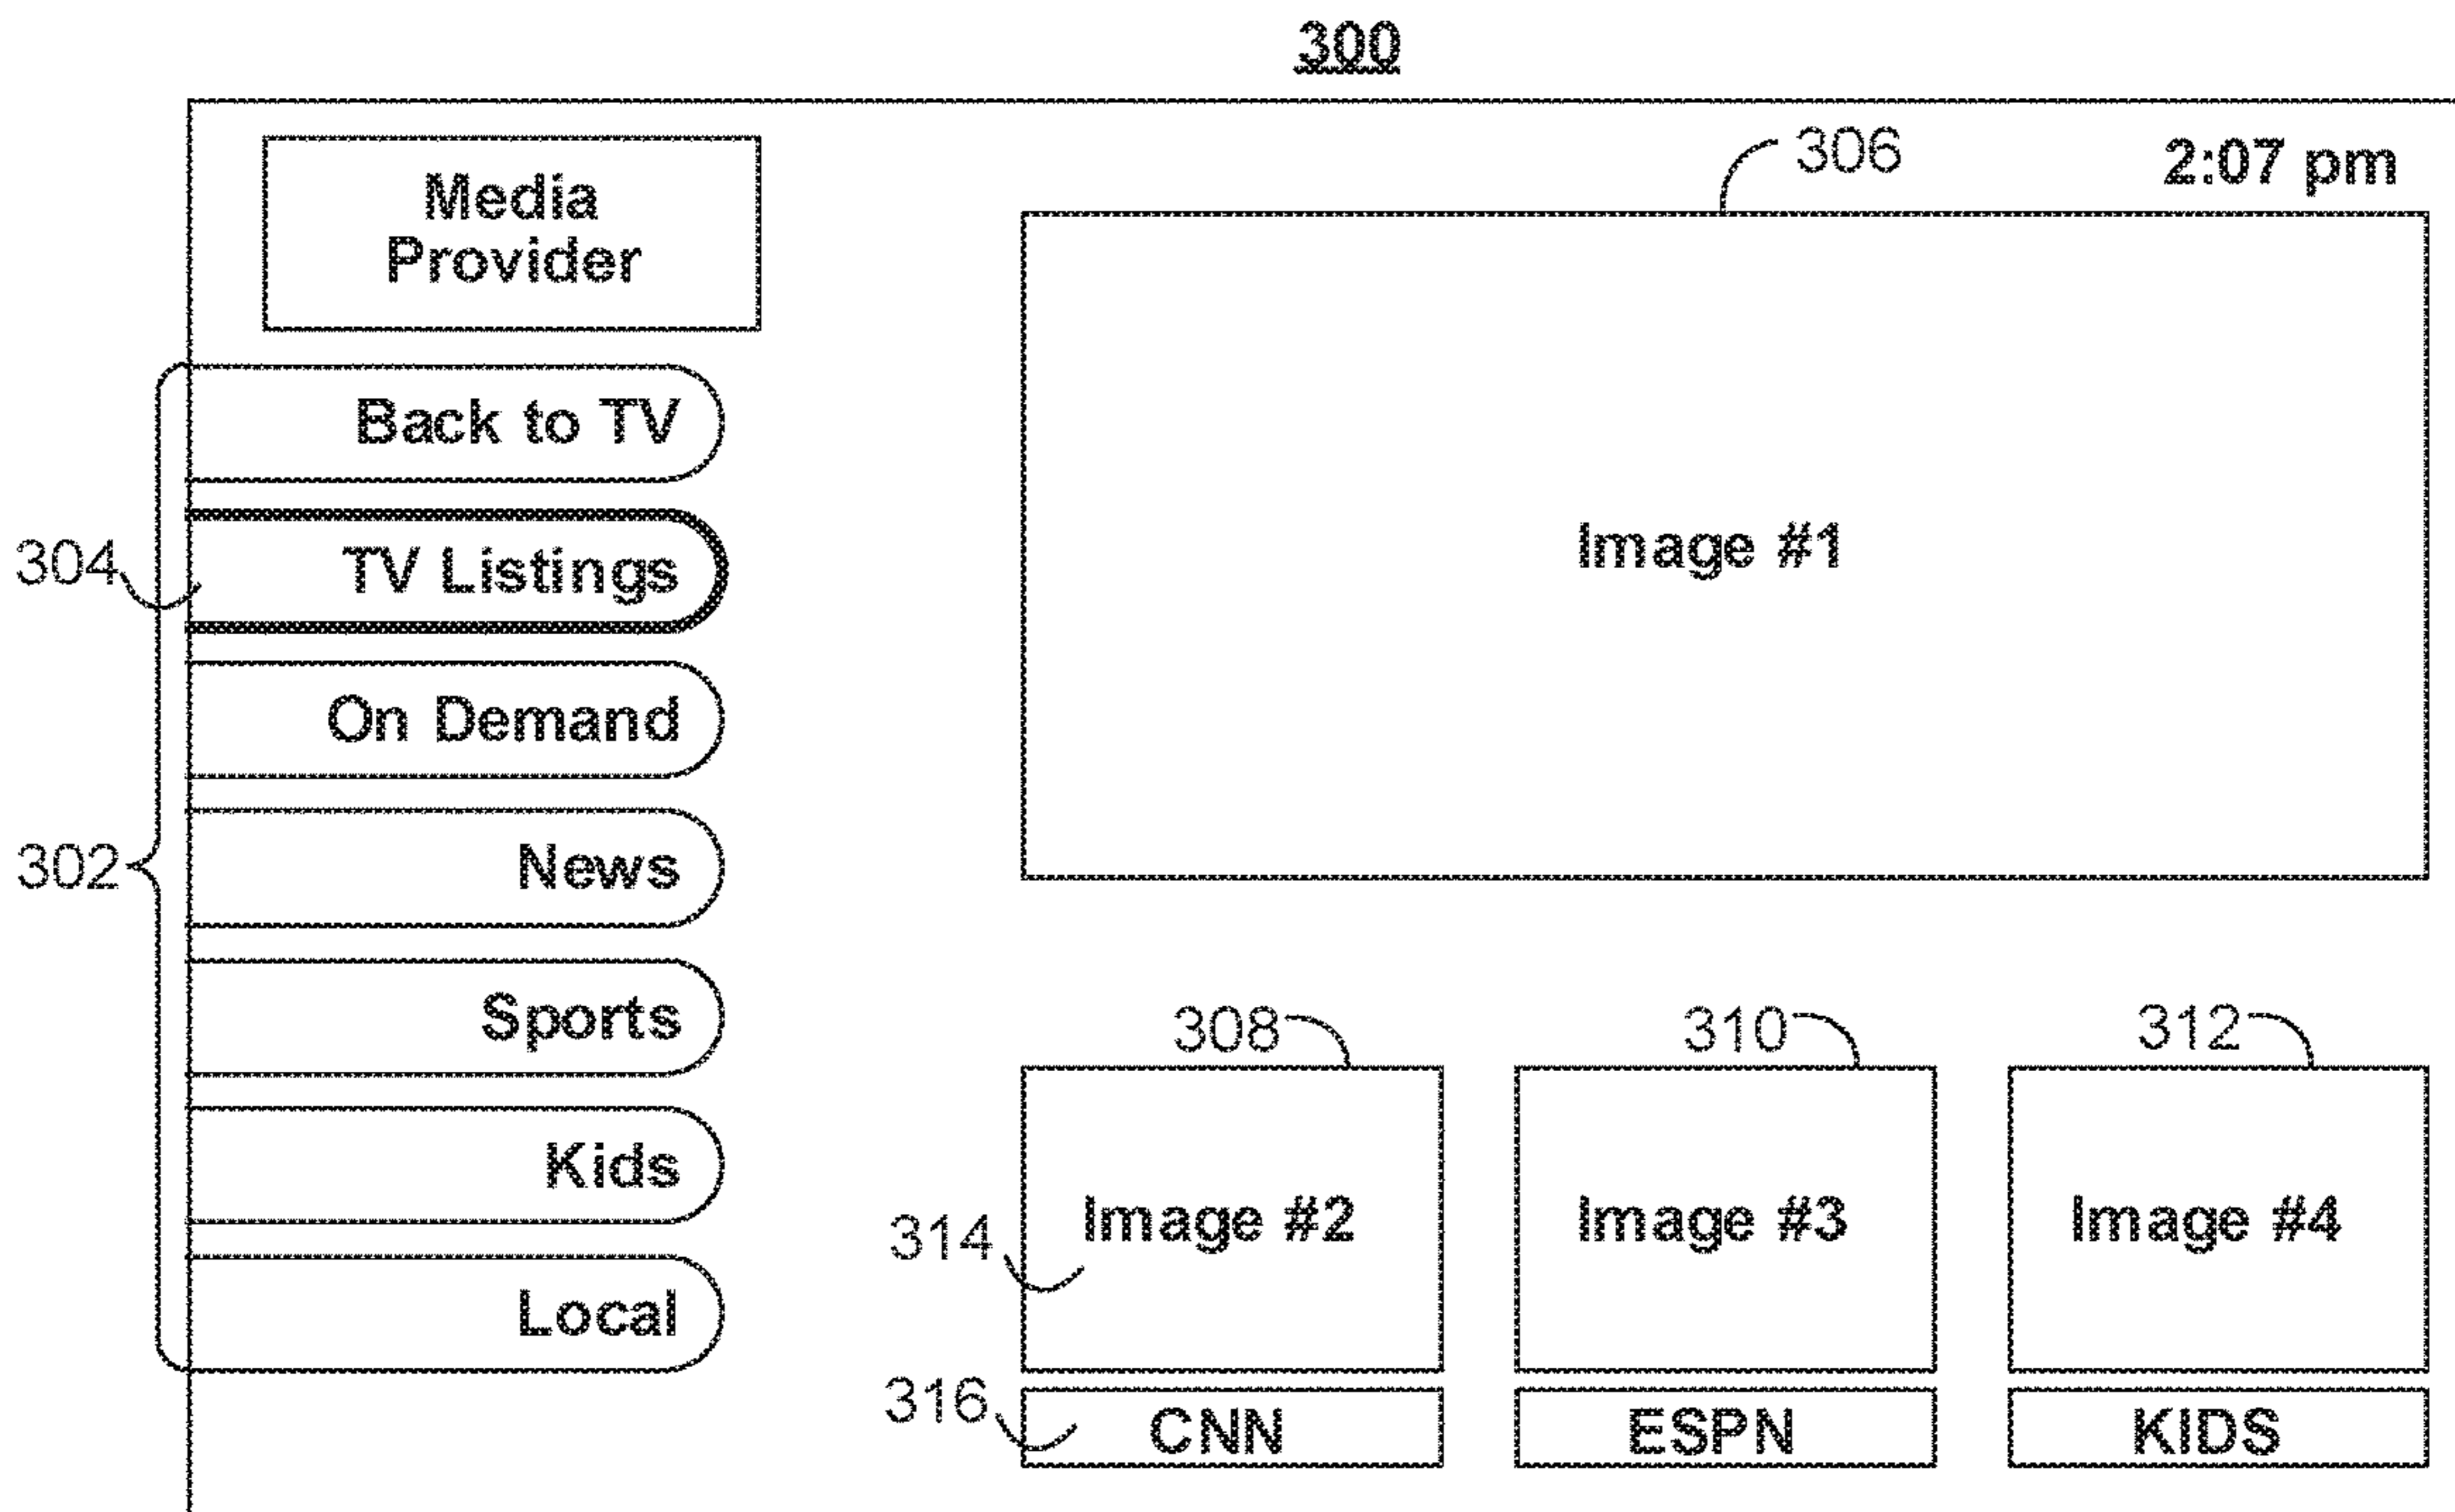 300
306
2:07 pm
Media
Provider
Back to TV
304
TV Listings
Image #1
On Demand
302
News
Sports
308
310
312
Kids
314
Image #2
Image #3
Image #4
Local
316
CNN
ESPN
KIDS